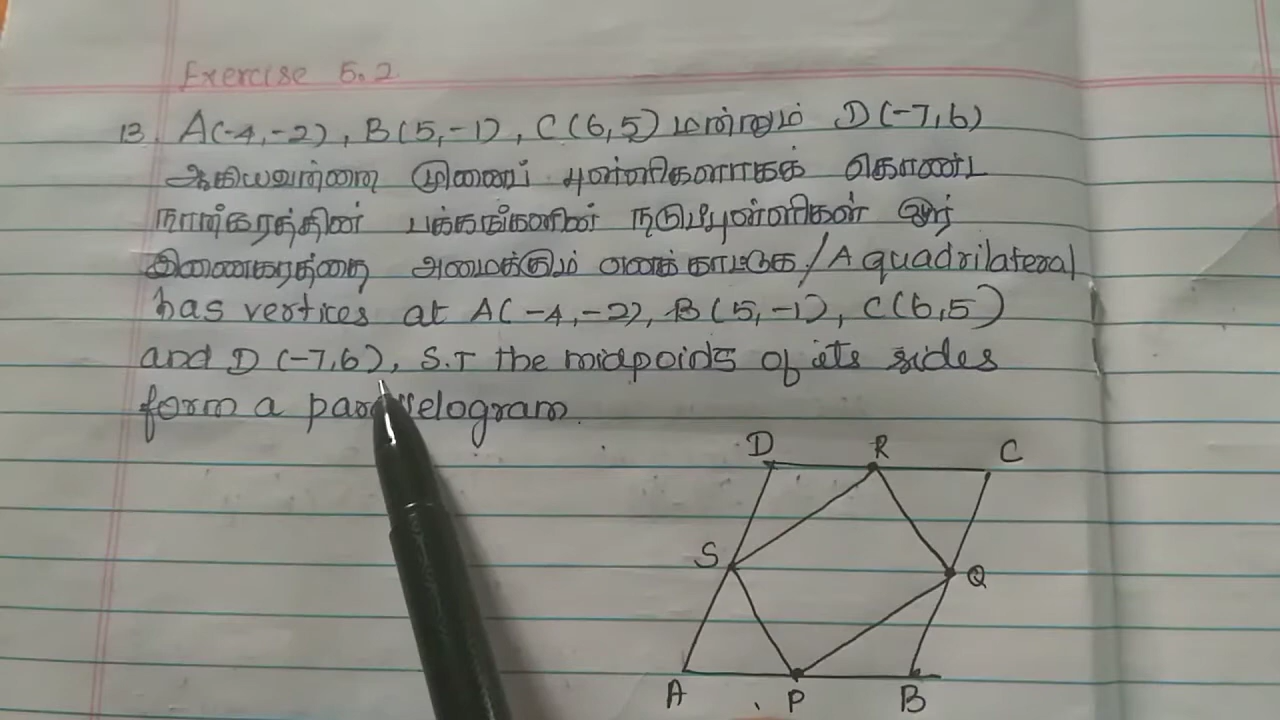 Exercise 5.2
13. A(-4,-2), B(5,-1), C(6,5) மற்றும் D(-7,6)
ஆகியவற்றை முனைப் புள்ளிகளாகக் கொண்ட
நாற்கரத்தின் பக்கங்களின் நடுப்புள்ளிகள் ஓர்
இணைகரத்தை அமைக்கும் எனக் காட்டுக / A quadrilateral
has vertices at A(-4,-2), B(5,-1), C(6,5)
and D(-7,6), S.T the midpoids of its sides
form a parallelogram.
D R C
S Q
A P B